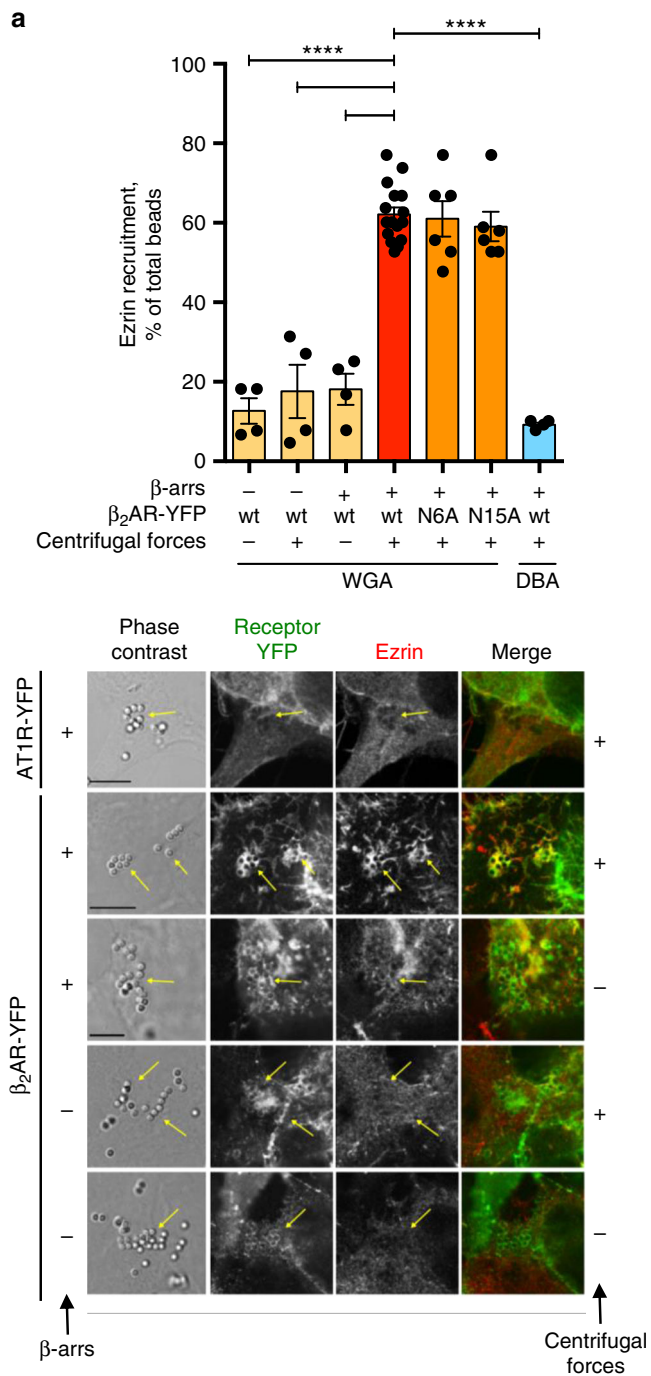 a
**** ****
100
80
60
40
20
0
Ezrin recruitment,
% of total beads
β-arrs – – + + + + +
β2AR-YFP wt wt wt wt N6A N15A wt
Centrifugal forces – + – + + + +
WGA DBA
Phase
contrast
Receptor
YFP
Ezrin
Merge
AT1R-YFP
+ +
β2AR-YFP
+ +
+ –
– +
– –
β-arrs
Centrifugal
forces